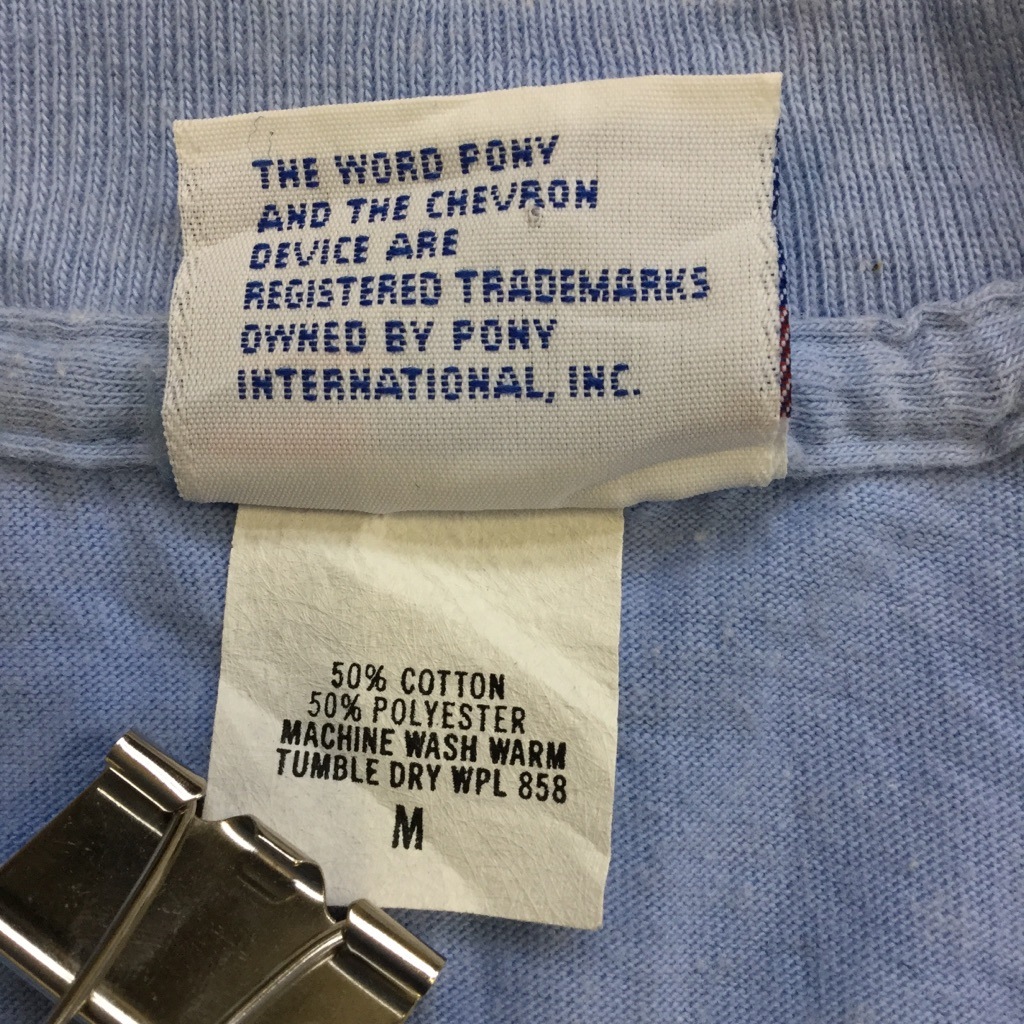 THE WORD PONY
AND THE CHEVRON
DEVICE ARE
REGISTERED TRADEMARKS
OWNED BY PONY
INTERNATIONAL, INC.
50% COTTON
50% POLYESTER
MACHINE WASH WARM
TUMBLE DRY WPL 858
M